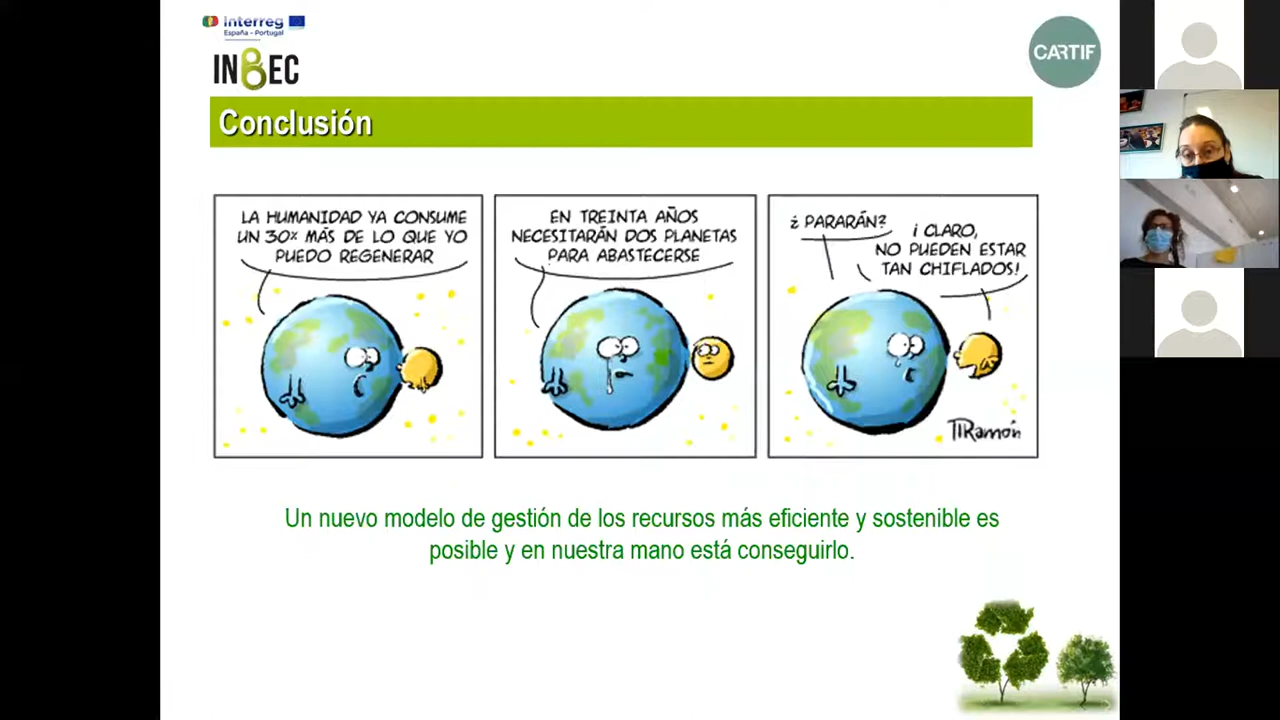 Interreg
España - Portugal
IN8EC
CARTIF
Conclusión
LA HUMANIDAD YA CONSUME
UN 30% MÁS DE LO QUE YO
PUEDO REGENERAR
EN TREINTA AÑOS
NECESITARÁN DOS PLANETAS
PARA ABASTECERSE
¿ PARARÁN?
¡ CLARO,
NO PUEDEN ESTAR
TAN CHIFLADOS!
Ramón
Un nuevo modelo de gestión de los recursos más eficiente y sostenible es
posible y en nuestra mano está conseguirlo.